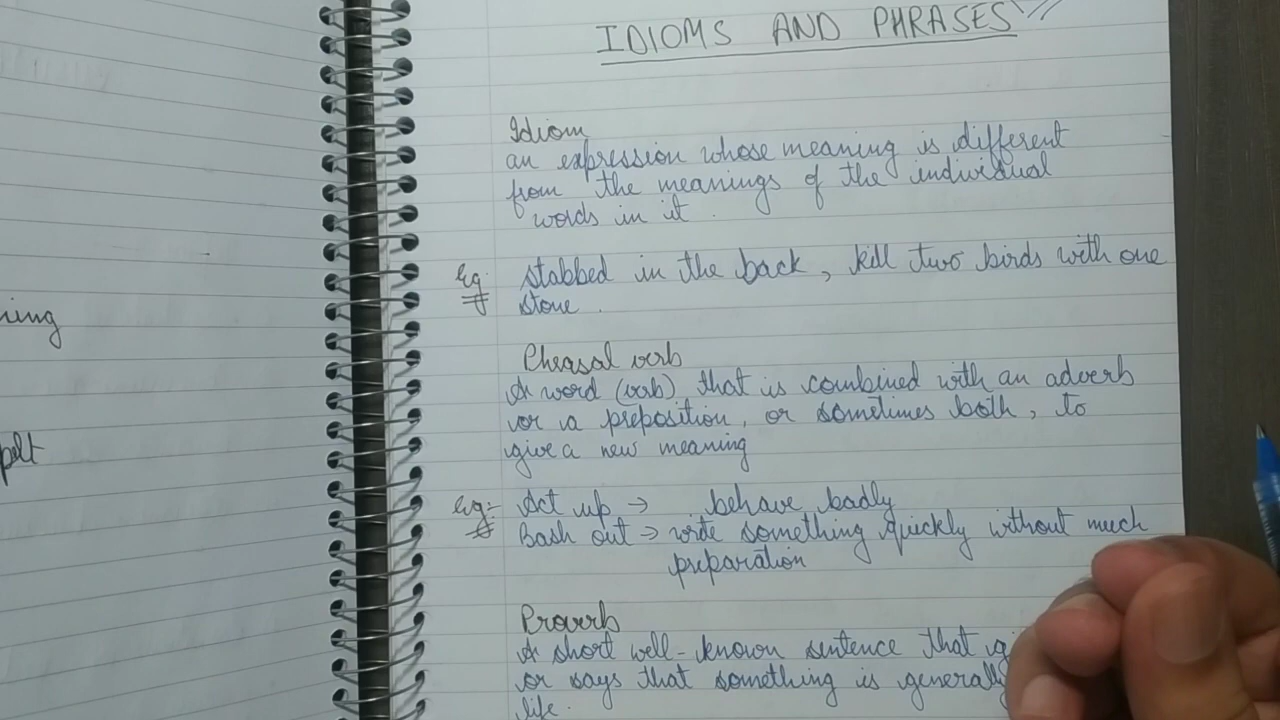 IDIOMS AND PHRASES
Idiom
an expression whose meaning is different
from the meanings of the individual
words in it.
Eg. stabbed in the back, kill two birds with one
stone.
Phrasal verb
A word (verb) that is combined with an adverb
or a preposition, or sometimes both, to
give a new meaning
Eg:- Act up → behave badly
Bash out → write something quickly without much
preparation
Proverb
A short well-known sentence that
or says that something is generally
life.